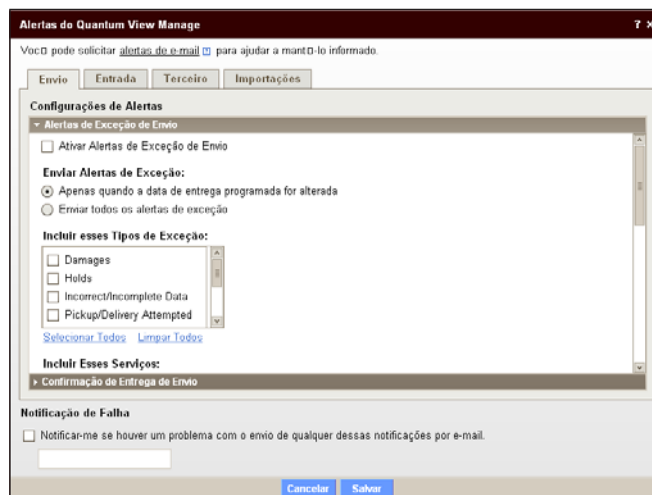 Alertas do Quantum View Manage ? x
Voc□ pode solicitar alertas de e-mail ? para ajudar a mant□-lo informado.
Envio Entrada Terceiro Importações
Configurações de Alertas
Alertas de Exceção de Envio
Ativar Alertas de Exceção de Envio
Enviar Alertas de Exceção:
Apenas quando a data de entrega programada for alterada
Enviar todos os alertas de exceção
Incluir esses Tipos de Exceção:
Damages
Holds
Incorrect/Incomplete Data
Pickup/Delivery Attempted
Selecionar Todos Limpar Todos
Incluir Esses Serviços:
Confirmação de Entrega de Envio
Notificação de Falha
Notificar-me se houver um problema com o envio de qualquer dessas notificações por e-mail.
Cancelar Salvar